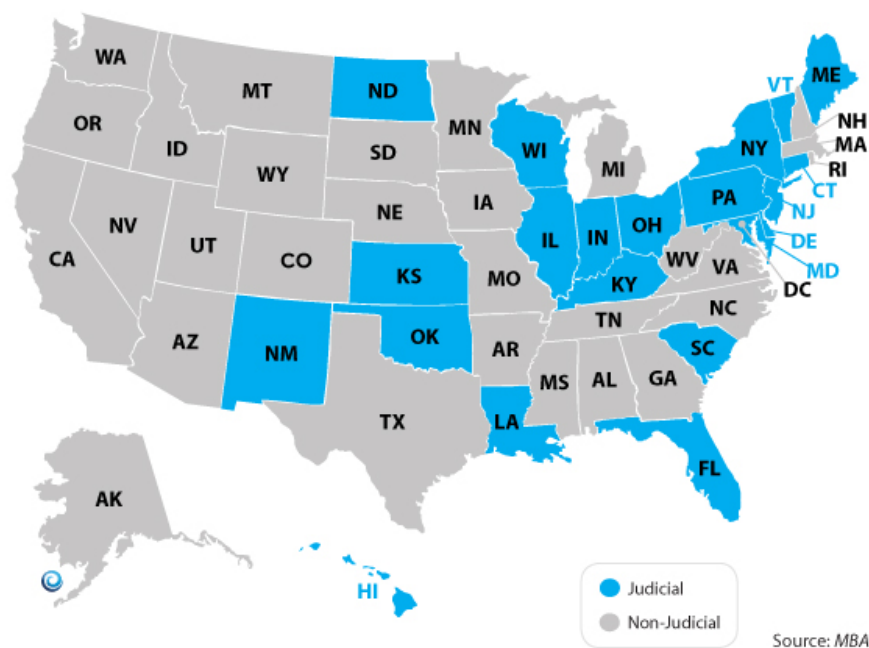 WA
MT
ND
MN
VT
ME
OR
ID
WY
SD
WI
MI
NY
NH
MA
RI
CT
NV
UT
CO
NE
IA
IL
IN
OH
PA
NJ
DE
MD
DC
CA
KS
MO
KY
WV
VA
AZ
NM
OK
AR
TN
NC
SC
TX
LA
MS
AL
GA
FL
AK
HI
Judicial
Non-Judicial
Source: MBA